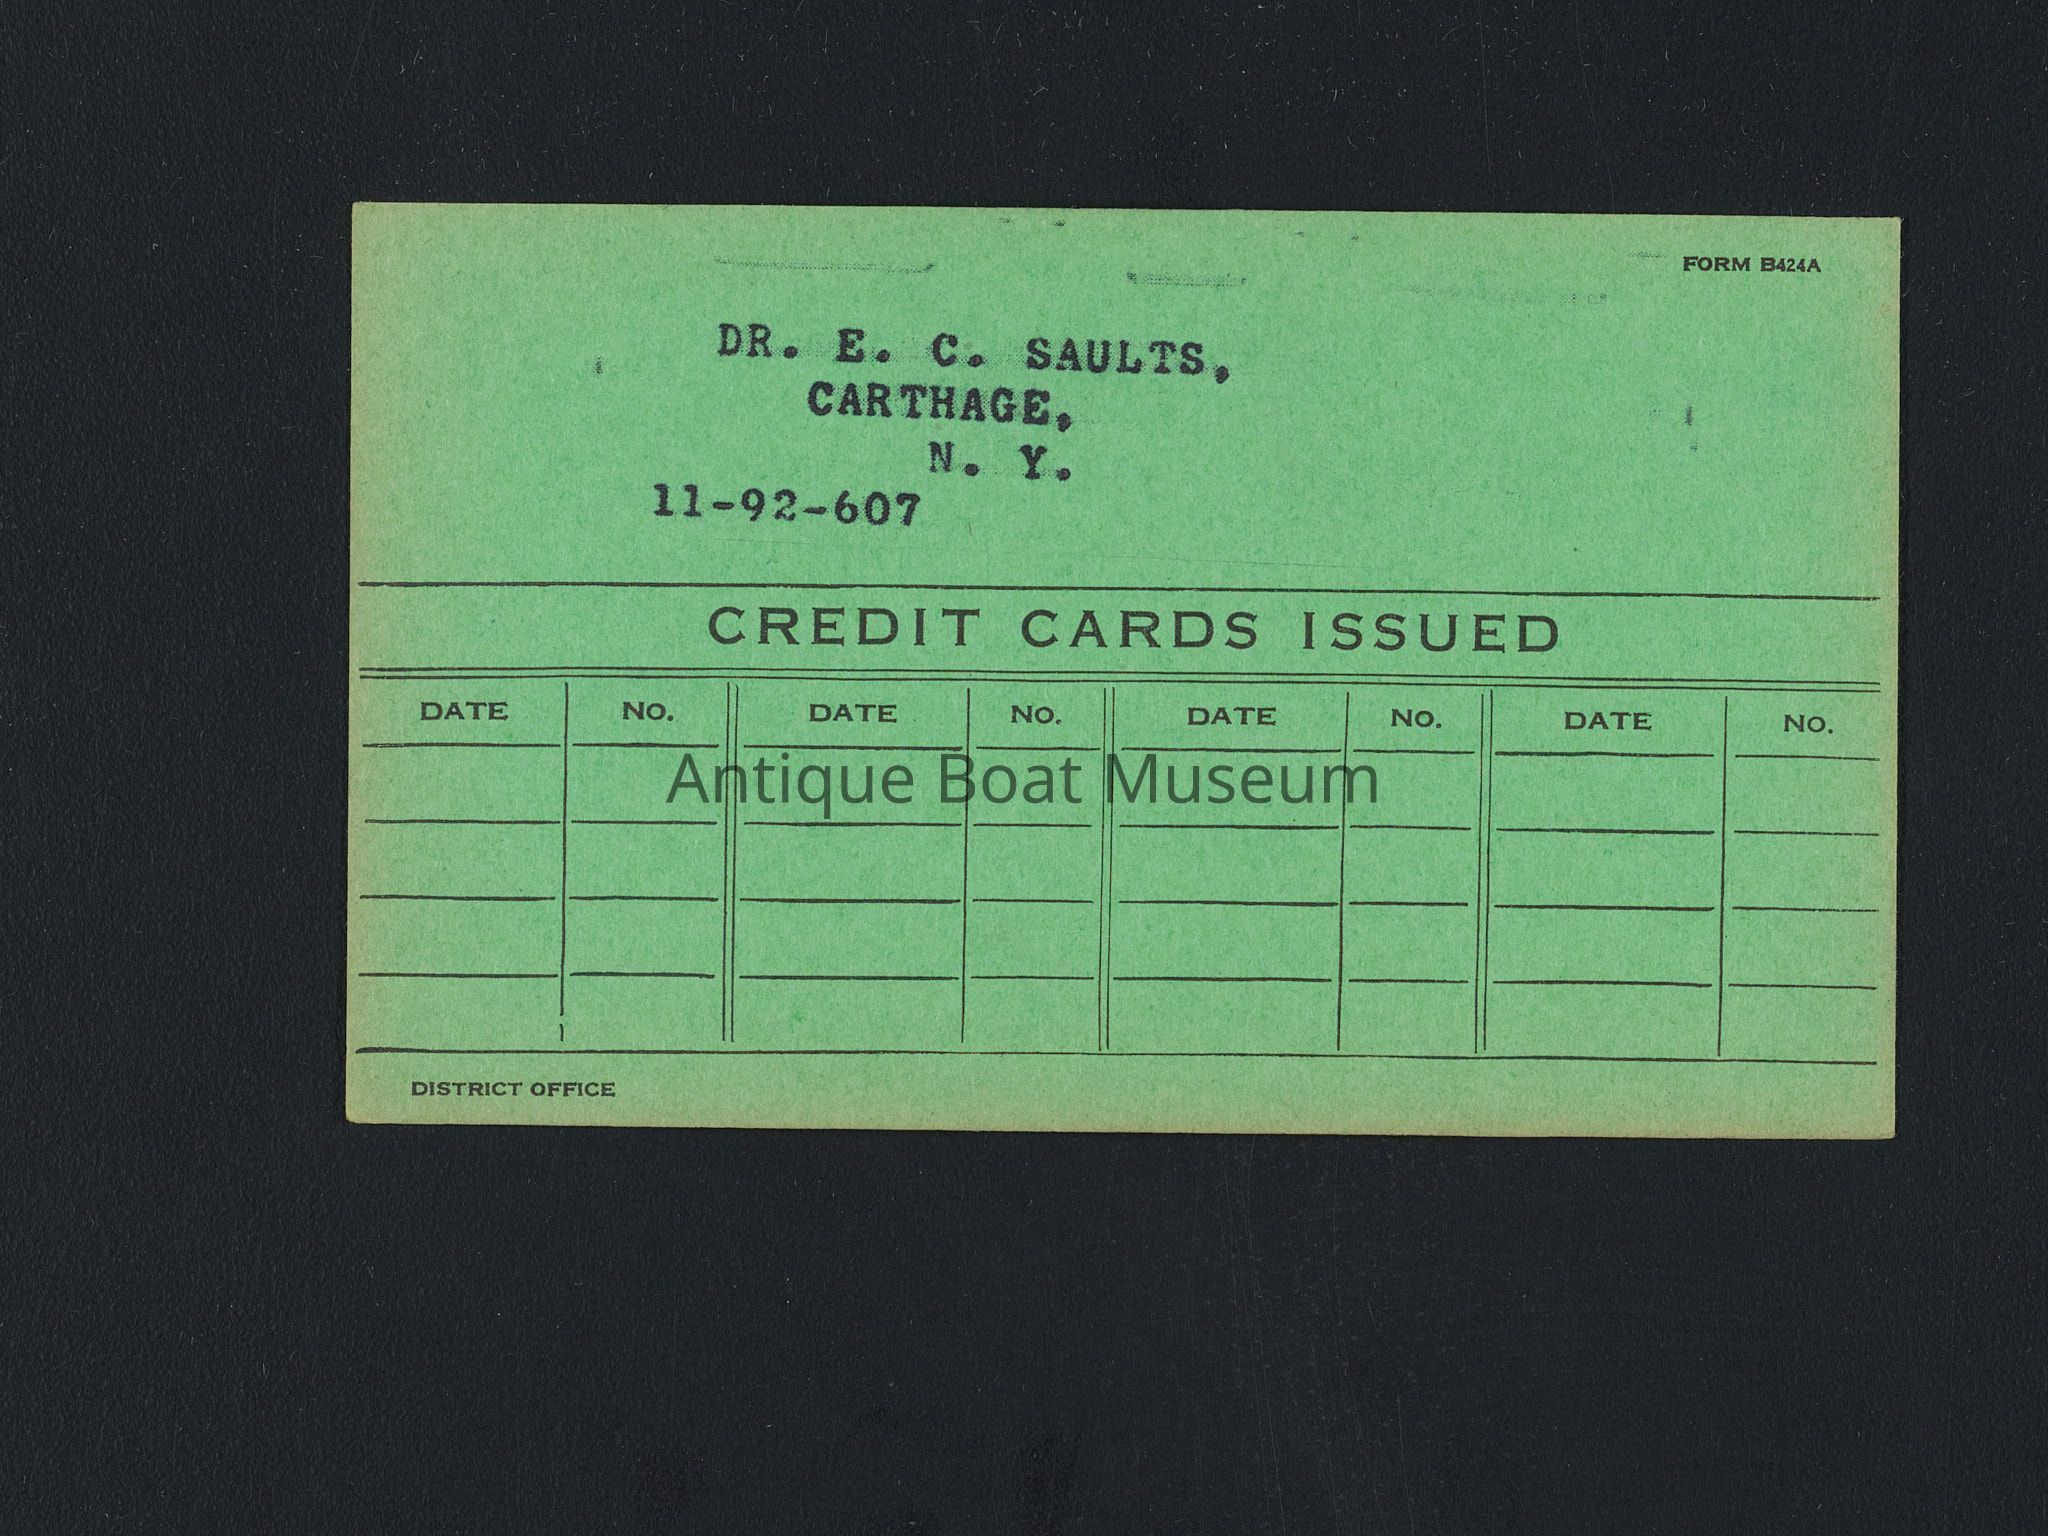 FORM B424A
DR. E. C. SAULTS,
CARTHAGE,
N. Y.
11-92-607
CREDIT CARDS ISSUED
DATE NO. DATE NO. DATE NO. DATE NO.
Antique Boat Museum
DISTRICT OFFICE